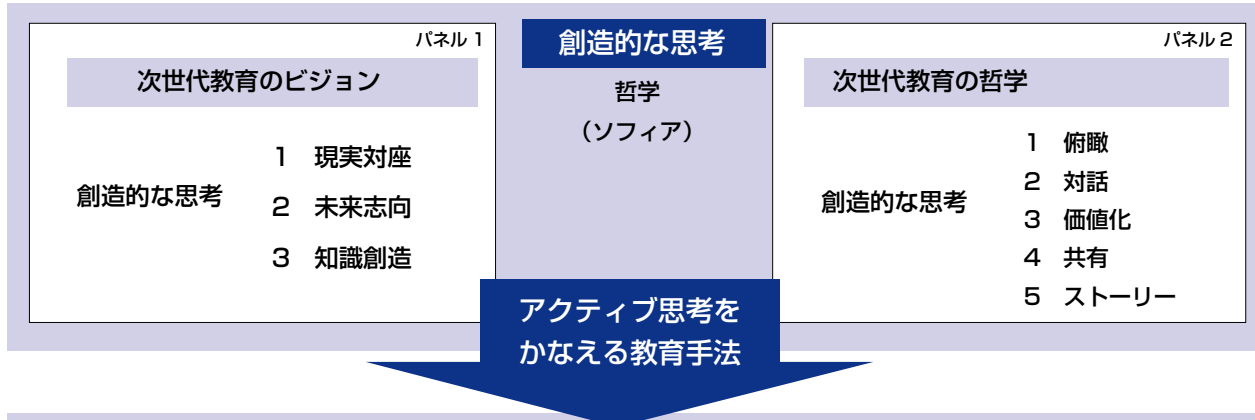 パネル 1
次世代教育のビジョン
創造的な思考
1 現実対座
2 未来志向
3 知識創造
創造的な思考
哲学
（ソフィア）
パネル 2
次世代教育の哲学
創造的な思考
1 俯瞰
2 対話
3 価値化
4 共有
5 ストーリー
アクティブ思考を
かなえる教育手法